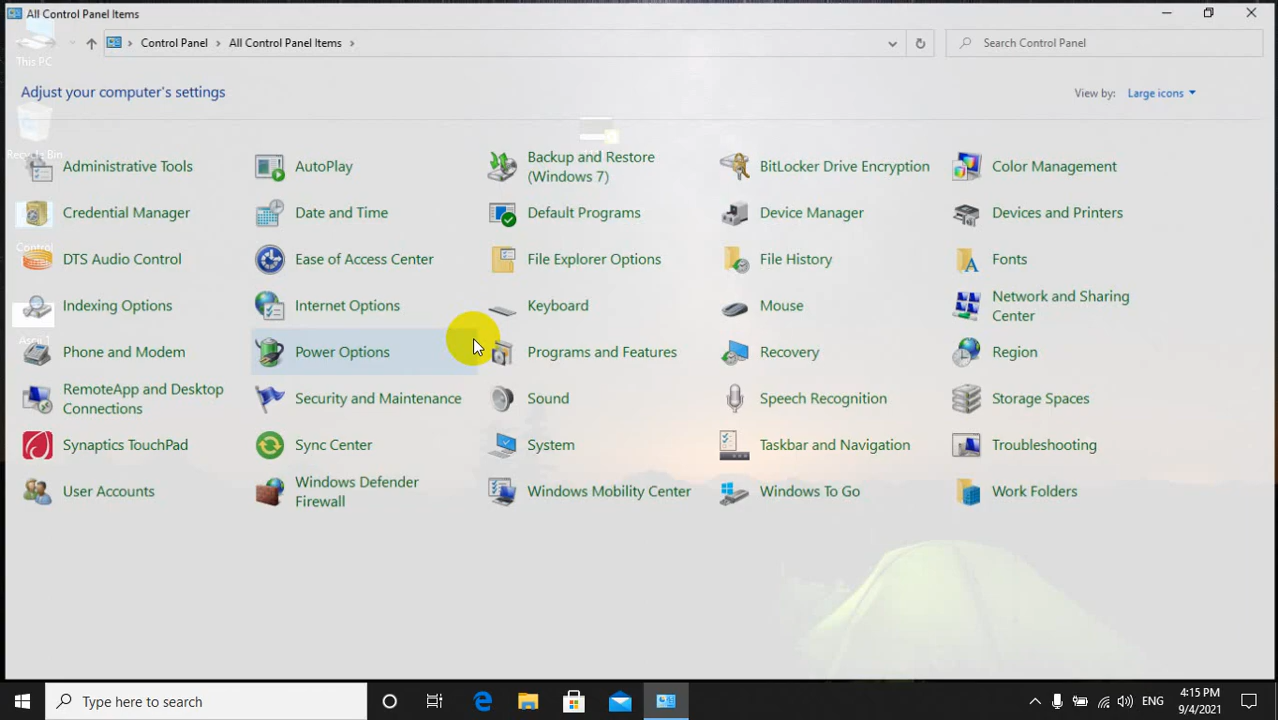 All Control Panel Items
This PC
Control Panel
All Control Panel Items
Search Control Panel
Adjust your computer's settings
View by:
Large icons
Recycle Bin
Administrative Tools
AutoPlay
Backup and Restore
(Windows 7)
BitLocker Drive Encryption
Color Management
Credential Manager
Date and Time
Default Programs
Device Manager
Devices and Printers
Control
DTS Audio Control
Ease of Access Center
File Explorer Options
File History
Fonts
Indexing Options
Internet Options
Keyboard
Mouse
Network and Sharing
Center
Phone and Modem
Power Options
Programs and Features
Recovery
Region
RemoteApp and Desktop
Connections
Security and Maintenance
Sound
Speech Recognition
Storage Spaces
Synaptics TouchPad
Sync Center
System
Taskbar and Navigation
Troubleshooting
User Accounts
Windows Defender
Firewall
Windows Mobility Center
Windows To Go
Work Folders
Type here to search
ENG
4:15 PM
9/4/2021